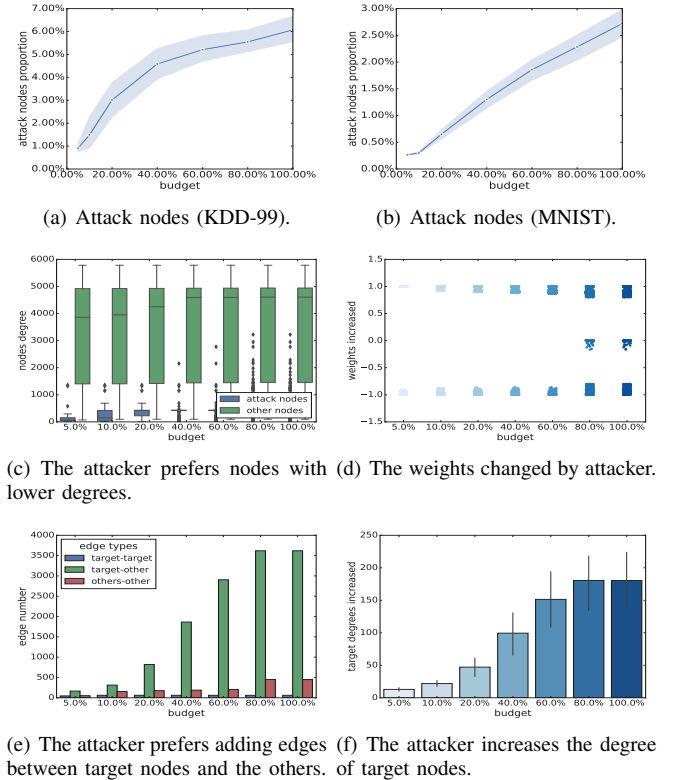 7.00%
6.00%
5.00%
4.00%
3.00%
2.00%
1.00%
0.00%
attack nodes proportion
0.00% 20.00% 40.00% 60.00% 80.00% 100.00%
budget
(a) Attack nodes (KDD-99).
3.00%
2.50%
2.00%
1.50%
1.00%
0.50%
0.00%
attack nodes proportion
0.00% 20.00% 40.00% 60.00% 80.00% 100.00%
budget
(b) Attack nodes (MNIST).
6000
5000
4000
3000
2000
1000
0
nodes degree
attack nodes
other nodes
5.0% 10.0% 20.0% 40.0% 60.0% 80.0% 100.0%
budget
(c) The attacker prefers nodes with
lower degrees.
1.5
1.0
0.5
0.0
−0.5
−1.0
−1.5
weights increased
5.0% 10.0% 20.0% 40.0% 60.0% 80.0% 100.0%
budget
(d) The weights changed by attacker.
4000
3500
3000
2500
2000
1500
1000
500
0
edge number
edge types
target-target
target-other
others-other
5.0% 10.0% 20.0% 40.0% 60.0% 80.0% 100.0%
budget
(e) The attacker prefers adding edges
between target nodes and the others.
250
200
150
100
50
0
target degrees increased
5.0% 10.0% 20.0% 40.0% 60.0% 80.0% 100.0%
budget
(f) The attacker increases the degree
of target nodes.